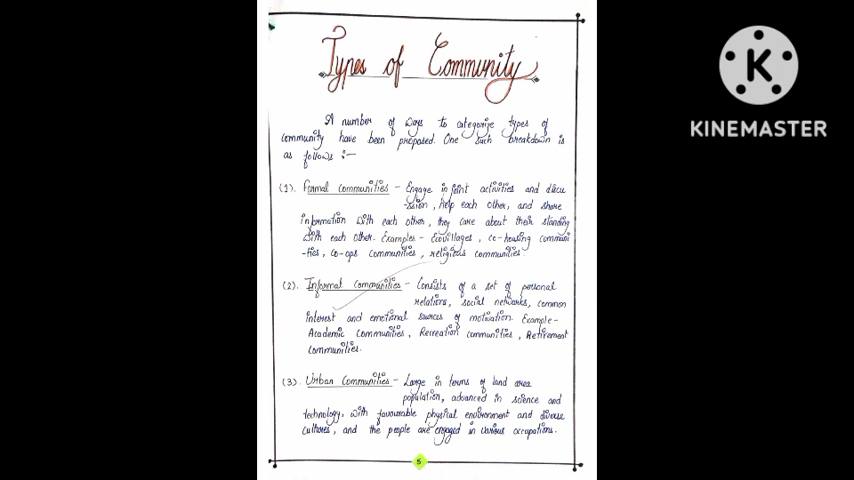 Types of Community
A number of ways to categorize types of
community have been proposed. One such breakdown is
as follows :-
(1). Formal communities - Engage in joint activities and discu
-ssion, help each other, and share
information with each other, they care about their standing
with each other. Examples - Ecovillages, co-housing communi
-ties, co-ops communities, religious communities.
(2). Informal Communities - Consists of a set of personal
relations, social networks, common
interest and emotional sources of motivation. Example-
Academic Communities, Recreation communities, Retirement
communities.
(3). Urban Communities - Large in terms of land area
population, advanced in science and
technology, with favourable physical environment and diverse
cultures, and the people are engaged in various occupations.
5
K
KINEMASTER